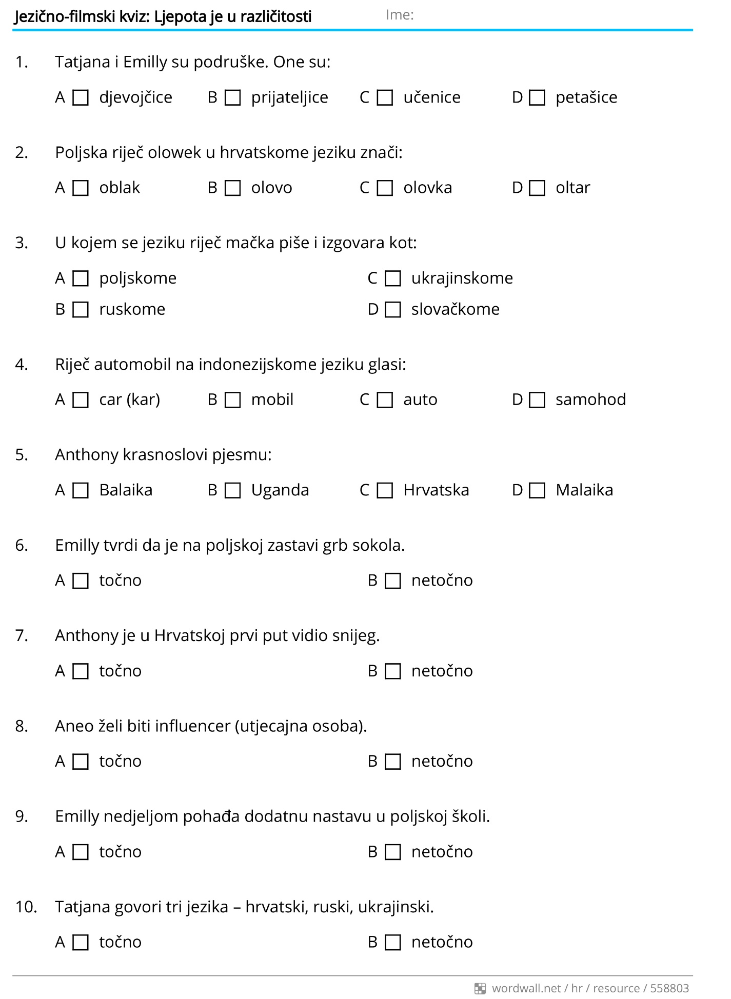 Jezično-filmski kviz: Ljepota je u različitosti Ime:
1. Tatjana i Emilly su podruške. One su:
A djevojčice B prijateljice C učenice D petašice
2. Poljska riječ olowek u hrvatskome jeziku znači:
A oblak B olovo C olovka D oltar
3. U kojem se jeziku riječ mačka piše i izgovara kot:
A poljskome C ukrajinskome
B ruskome D slovačkome
4. Riječ automobil na indonezijskome jeziku glasi:
A car (kar) B mobil C auto D samohod
5. Anthony krasnoslovi pjesmu:
A Balaika B Uganda C Hrvatska D Malaika
6. Emilly tvrdi da je na poljskoj zastavi grb sokola.
A točno B netočno
7. Anthony je u Hrvatskoj prvi put vidio snijeg.
A točno B netočno
8. Aneo želi biti influencer (utjecajna osoba).
A točno B netočno
9. Emilly nedjeljom pohađa dodatnu nastavu u poljskoj školi.
A točno B netočno
10. Tatjana govori tri jezika – hrvatski, ruski, ukrajinski.
A točno B netočno
wordwall.net / hr / resource / 558803